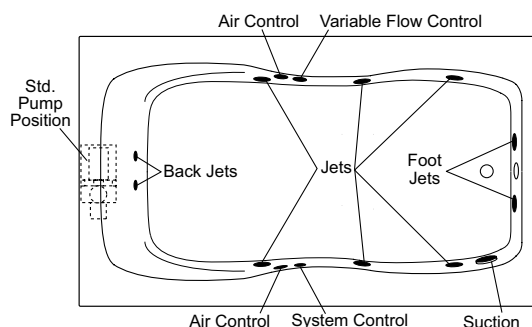 Air Control
Variable Flow Control
Std.
Pump
Position
Back Jets
Jets
Foot
Jets
Air Control
System Control
Suction